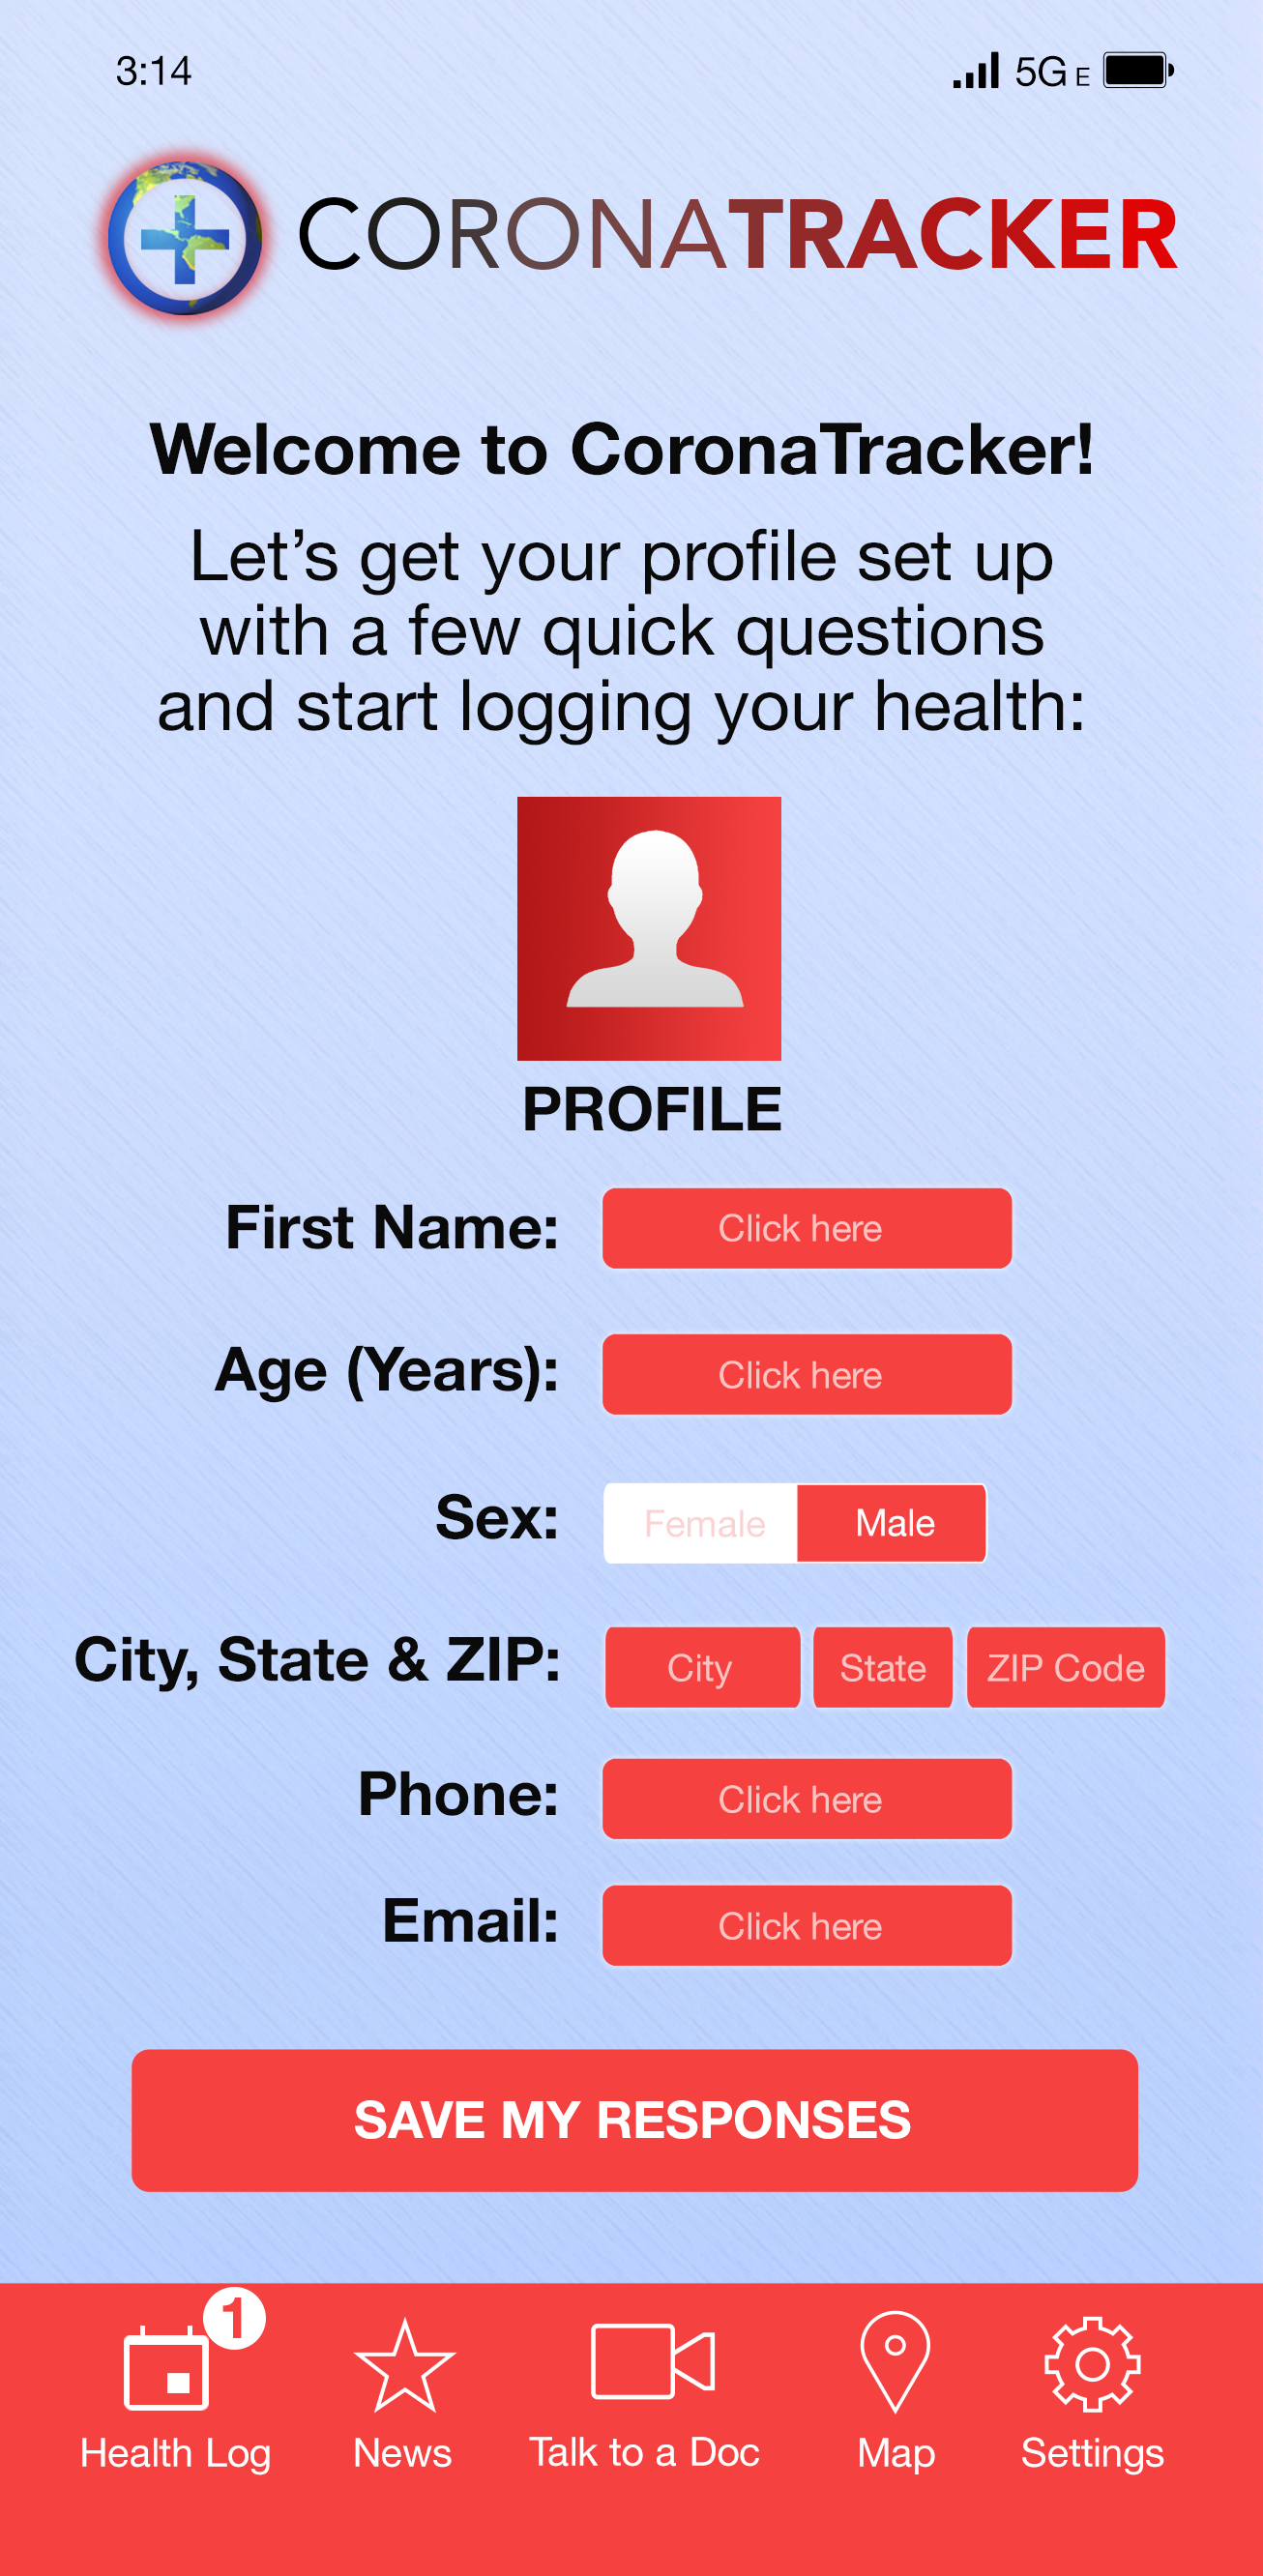 3:14 5G E
CORONATRACKER
Welcome to CoronaTracker!
Let’s get your profile set up
with a few quick questions
and start logging your health:
PROFILE
First Name: Click here
Age (Years): Click here
Sex: Female Male
City, State & ZIP: City State ZIP Code
Phone: Click here
Email: Click here
SAVE MY RESPONSES
1
Health Log News Talk to a Doc Map Settings